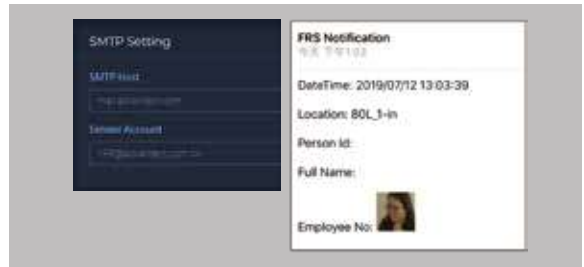 SMTP Setting
SMTP Host
Sender Account
FRS Notification
DateTime: 2019/07/12 13:03:39
Location: 80L_1-in
Person Id:
Full Name:
Employee No: